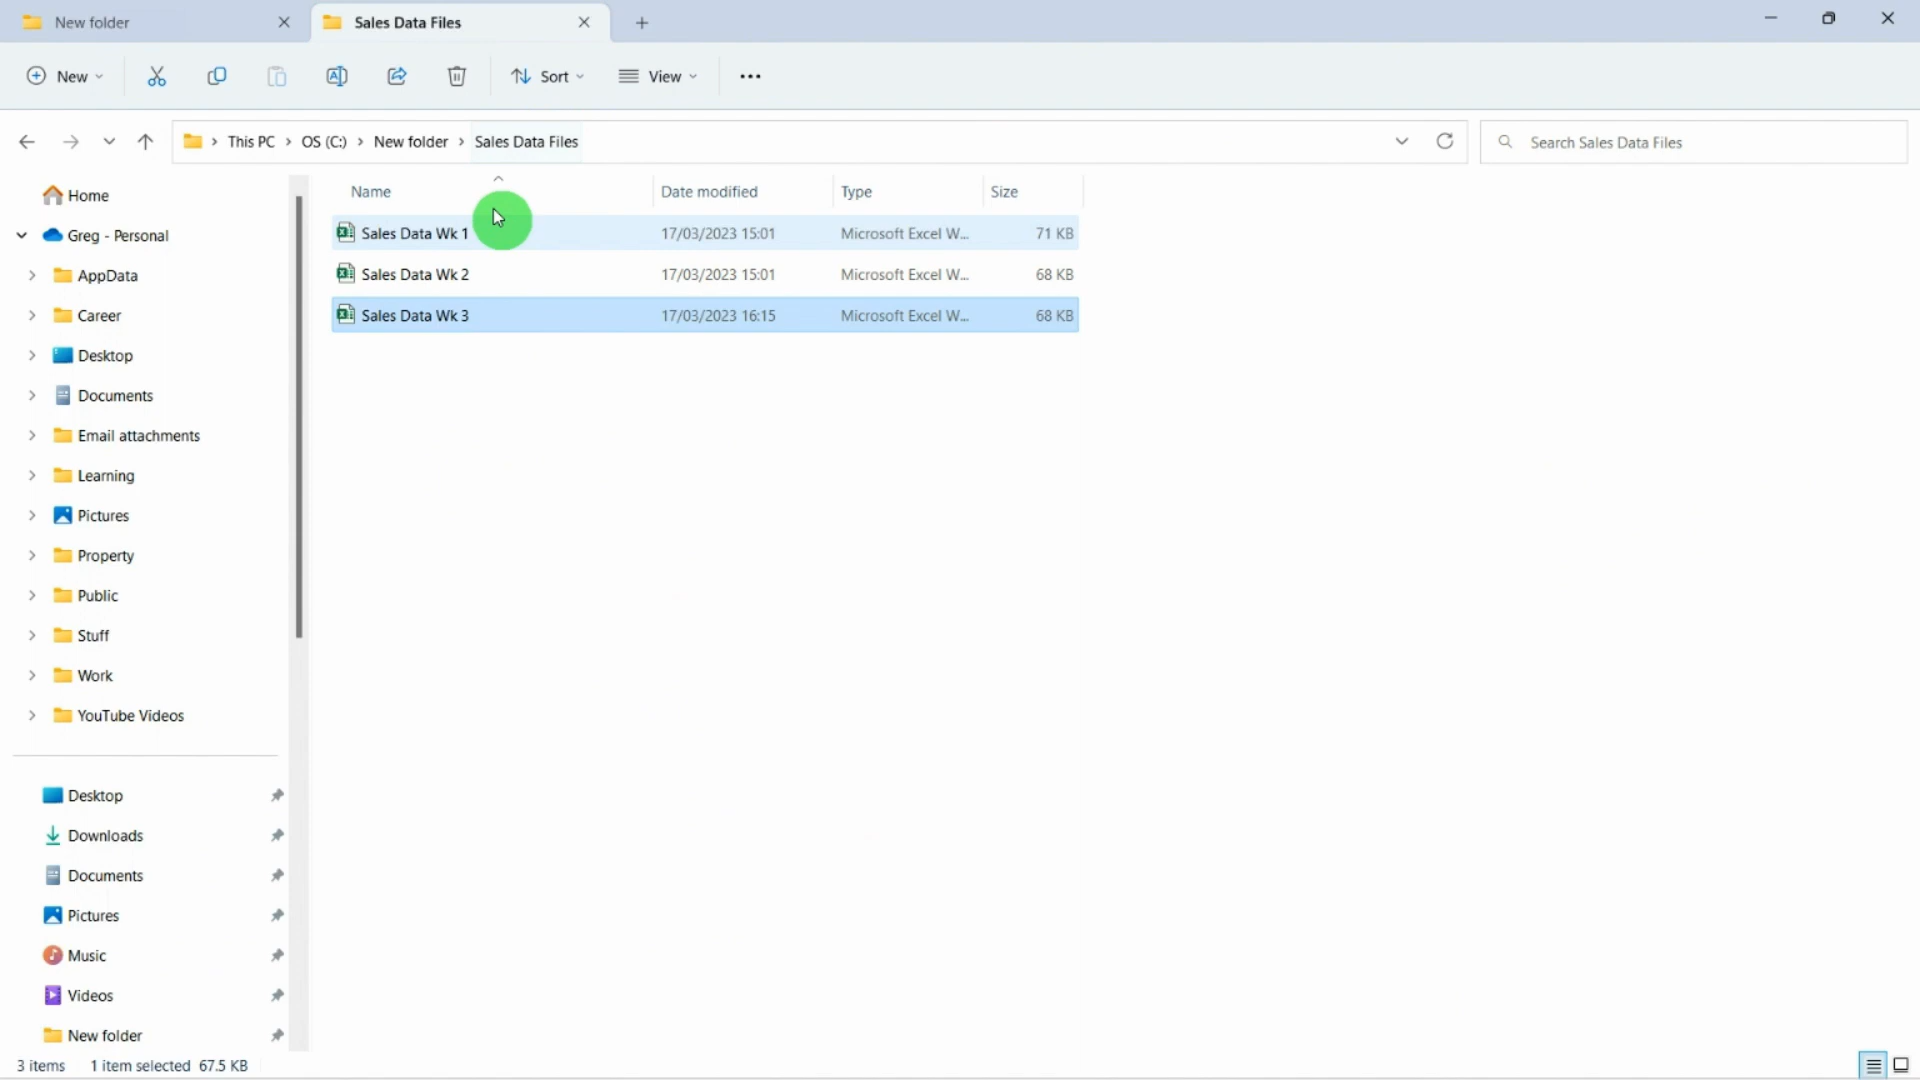 New folder
Sales Data Files
New
Sort
View
This PC > OS (C:) > New folder > Sales Data Files
Search Sales Data Files
Name Date modified Type Size
Sales Data Wk 1 17/03/2023 15:01 Microsoft Excel W... 71 KB
Sales Data Wk 2 17/03/2023 15:01 Microsoft Excel W... 68 KB
Sales Data Wk 3 17/03/2023 16:15 Microsoft Excel W... 68 KB
Home
Greg - Personal
AppData
Career
Desktop
Documents
Email attachments
Learning
Pictures
Property
Public
Stuff
Work
YouTube Videos
Desktop
Downloads
Documents
Pictures
Music
Videos
New folder
3 items 1 item selected 67.5 KB